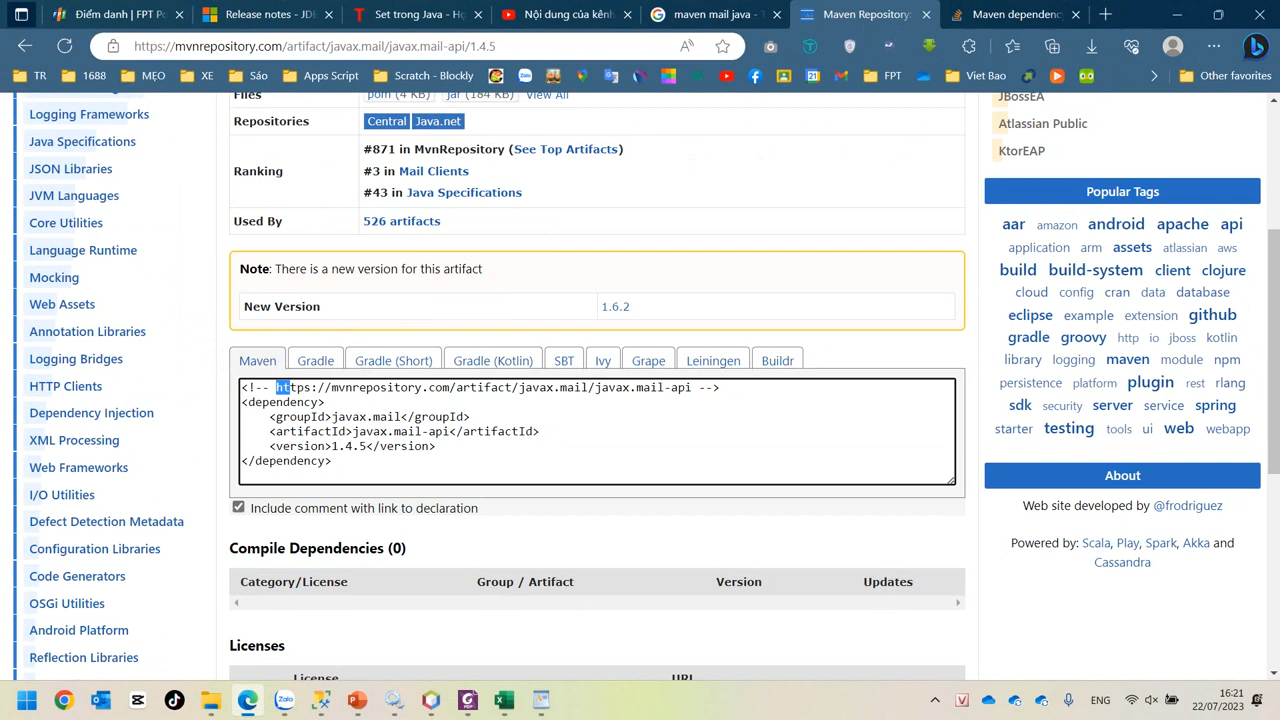 Điểm danh | FPT Po
Release notes - JDE
Set trong Java - Họ
Nội dung của kênh
maven mail java - T
Maven Repository:
Maven dependenc
https://mvnrepository.com/artifact/javax.mail/javax.mail-api/1.4.5
TR
1688
MẸO
XE
Sáo
Apps Script
Scratch - Blockly
FPT
Viet Bao
Other favorites
Logging Frameworks
Java Specifications
JSON Libraries
JVM Languages
Core Utilities
Language Runtime
Mocking
Web Assets
Annotation Libraries
Logging Bridges
HTTP Clients
Dependency Injection
XML Processing
Web Frameworks
I/O Utilities
Defect Detection Metadata
Configuration Libraries
Code Generators
OSGi Utilities
Android Platform
Reflection Libraries
Files pom (4 KB) jar (184 KB) View All
Repositories Central Java.net
Ranking
#871 in MvnRepository (See Top Artifacts)
#3 in Mail Clients
#43 in Java Specifications
Used By 526 artifacts
Note: There is a new version for this artifact
New Version 1.6.2
Maven Gradle Gradle (Short) Gradle (Kotlin) SBT Ivy Grape Leiningen Buildr
<!-- https://mvnrepository.com/artifact/javax.mail/javax.mail-api -->
<dependency>
<groupId>javax.mail</groupId>
<artifactId>javax.mail-api</artifactId>
<version>1.4.5</version>
</dependency>
Include comment with link to declaration
Compile Dependencies (0)
Category/License Group / Artifact Version Updates
Licenses
License URL
JBossEA
Atlassian Public
KtorEAP
Popular Tags
aar amazon android apache api
application arm assets atlassian aws
build build-system client clojure
cloud config cran data database
eclipse example extension github
gradle groovy http io jboss kotlin
library logging maven module npm
persistence platform plugin rest rlang
sdk security server service spring
starter testing tools ui web webapp
About
Web site developed by @frodriguez
Powered by: Scala, Play, Spark, Akka and
Cassandra
ENG
16:21
22/07/2023